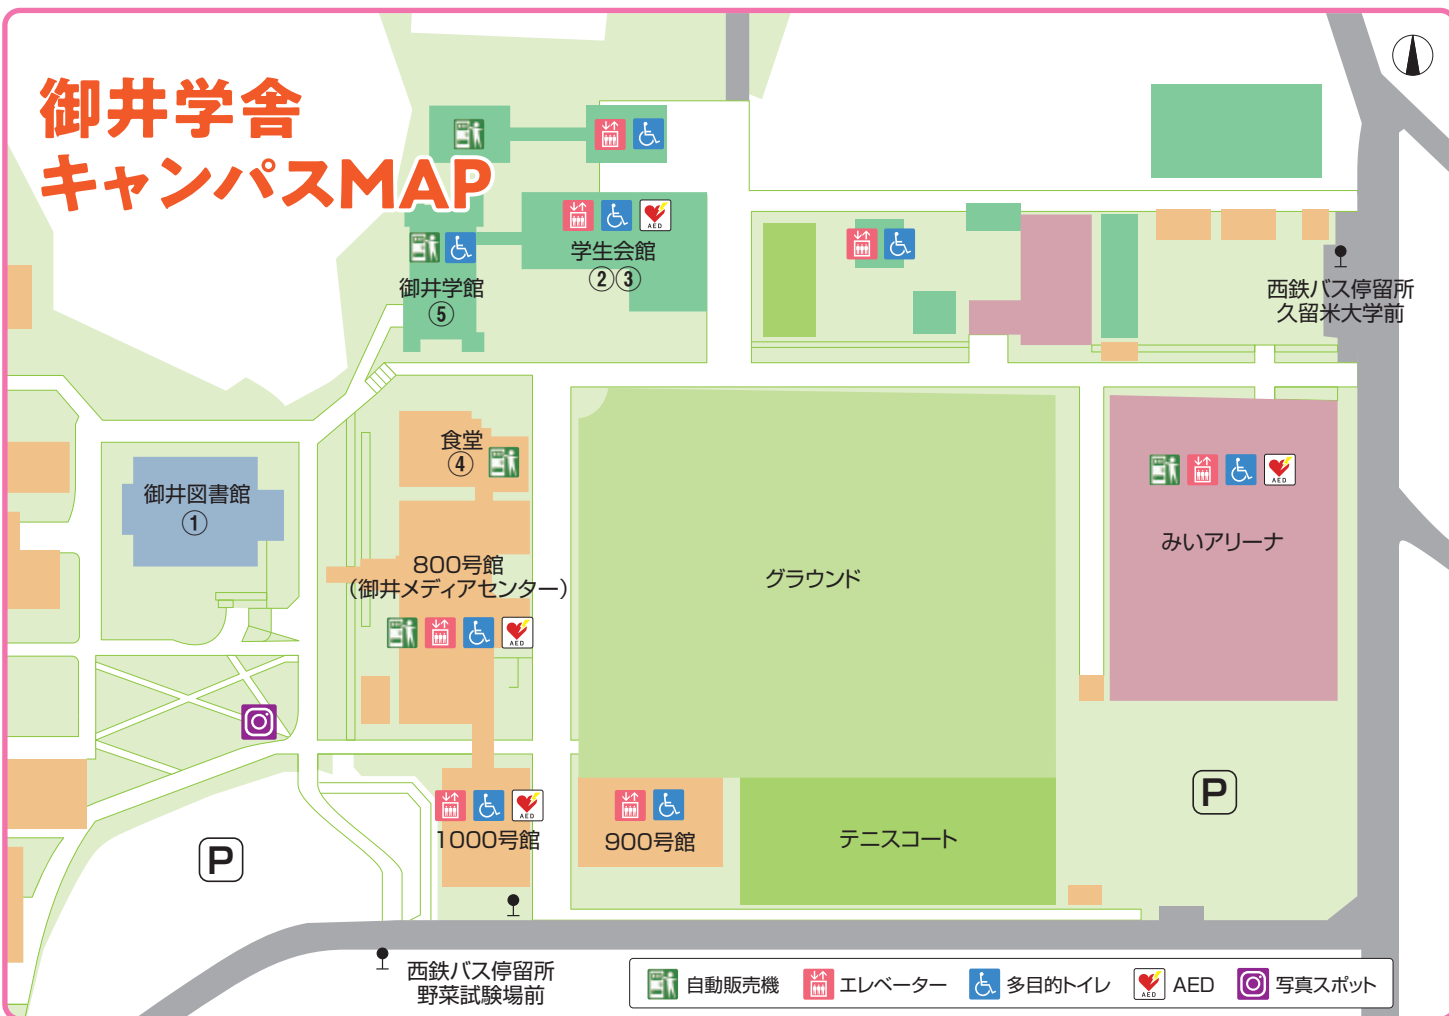 御井学舎
キャンパスMAP
AED
学生会館
②③
御井学館
⑤
西鉄バス停留所
久留米大学前
食堂
④
御井図書館
①
AED
みいアリーナ
800号館
（御井メディアセンター）
グラウンド
AED
P
AED
1000号館
900号館
テニスコート
P
西鉄バス停留所
野菜試験場前
自動販売機
エレベーター
多目的トイレ
AED
AED
写真スポット